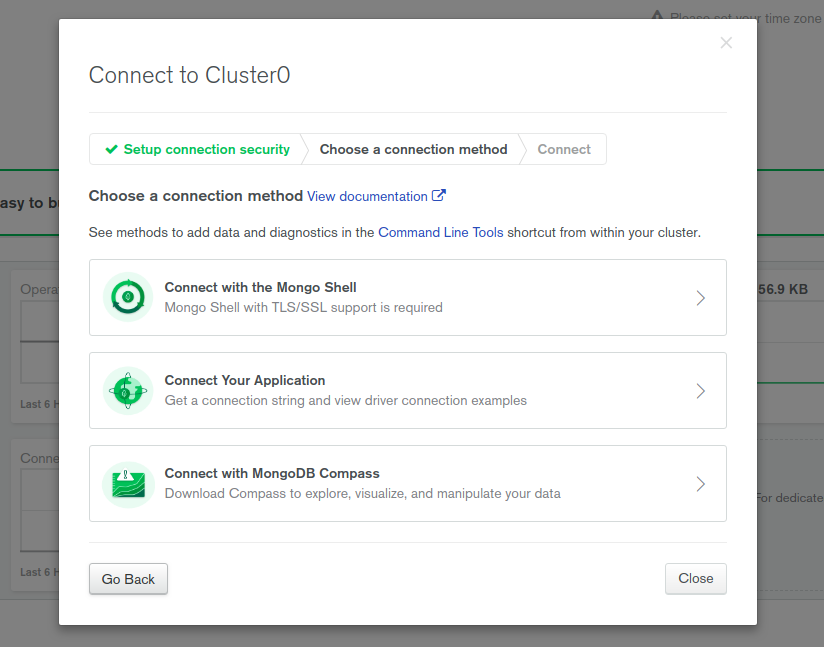 Please set your time zone
Connect to Cluster0
Setup connection security
Choose a connection method
Connect
asy to b
Choose a connection method View documentation
See methods to add data and diagnostics in the Command Line Tools shortcut from within your cluster.
Connect with the Mongo Shell
Mongo Shell with TLS/SSL support is required
Opera
56.9 KB
Connect Your Application
Get a connection string and view driver connection examples
Last 6 H
Conne
Connect with MongoDB Compass
Download Compass to explore, visualize, and manipulate your data
For dedicate
Last 6 H
Go Back
Close